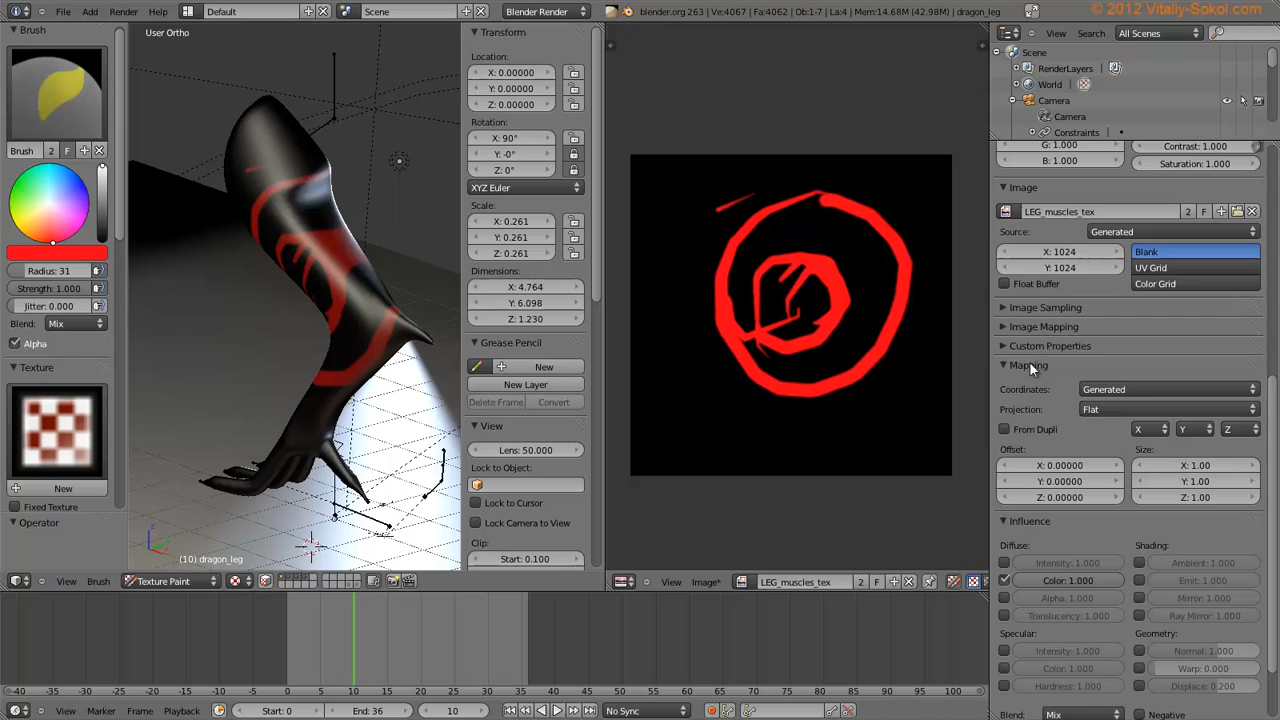 File Add Render Help Default Scene Blender Render blender.org 263 | Ve:4067 | Fa:4062 | Ob:1-7 | La:4 | Mem:14.68M (42.98M) | dragon_leg
© 2012 Vitaliy-Sokol.com
Brush
Brush 2 F
Radius: 31
Strength: 1.000
Jitter: 0.000
Blend: Mix
Alpha
Texture
New
Fixed Texture
Operator
User Ortho
(10) dragon_leg
View Brush Texture Paint
Transform
Location:
X: 0.00000
Y: 0.00000
Z: 0.00000
Rotation:
X: 90°
Y: -0°
Z: 0°
XYZ Euler
Scale:
X: 0.261
Y: 0.261
Z: 0.261
Dimensions:
X: 4.764
Y: 6.098
Z: 1.230
Grease Pencil
New
New Layer
Delete Frame Convert
View
Lens: 50.000
Lock to Object:
Lock to Cursor
Lock Camera to View
Clip:
Start: 0.100
View Image* LEG_muscles_tex 2 F
View Search All Scenes
Scene
RenderLayers
World
Camera
Camera
Constraints
G: 1.000 Contrast: 1.000
B: 1.000 Saturation: 1.000
Image
LEG_muscles_tex 2 F
Source: Generated
X: 1024 Blank
Y: 1024 UV Grid
Float Buffer Color Grid
Image Sampling
Image Mapping
Custom Properties
Mapping
Coordinates: Generated
Projection: Flat
From Dupli X Y Z
Offset: Size:
X: 0.00000 X: 1.00
Y: 0.00000 Y: 1.00
Z: 0.00000 Z: 1.00
Influence
Diffuse: Shading:
Intensity: 1.000 Ambient: 1.000
Color: 1.000 Emit: 1.000
Alpha: 1.000 Mirror: 1.000
Translucency: 1.000 Ray Mirror: 1.000
Specular: Geometry:
Intensity: 1.000 Normal: 1.000
Color: 1.000 Warp: 0.000
Hardness: 1.000 Displace: 0.200
Blend: Mix Negative
-40 -35 -30 -25 -20 -15 -10 -5 0 5 10 15 20 25 30 35 40 45 50 55 60 65 70 75 80 85 90 95 100
View Marker Frame Playback Start: 0 End: 36 10 No Sync